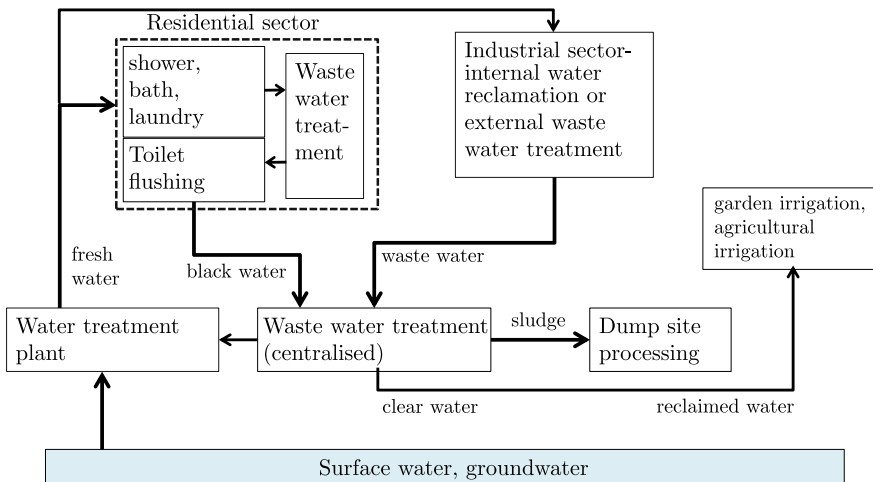 Residential sector
shower,
bath,
laundry
Waste
water
treat-
ment
Toilet
flushing
Industrial sector-
internal water
reclamation or
external waste
water treatment
garden irrigation,
agricultural
irrigation
fresh
water
black water
waste water
Water treatment
plant
Waste water treatment
(centralised)
sludge
Dump site
processing
clear water
reclaimed water
Surface water, groundwater